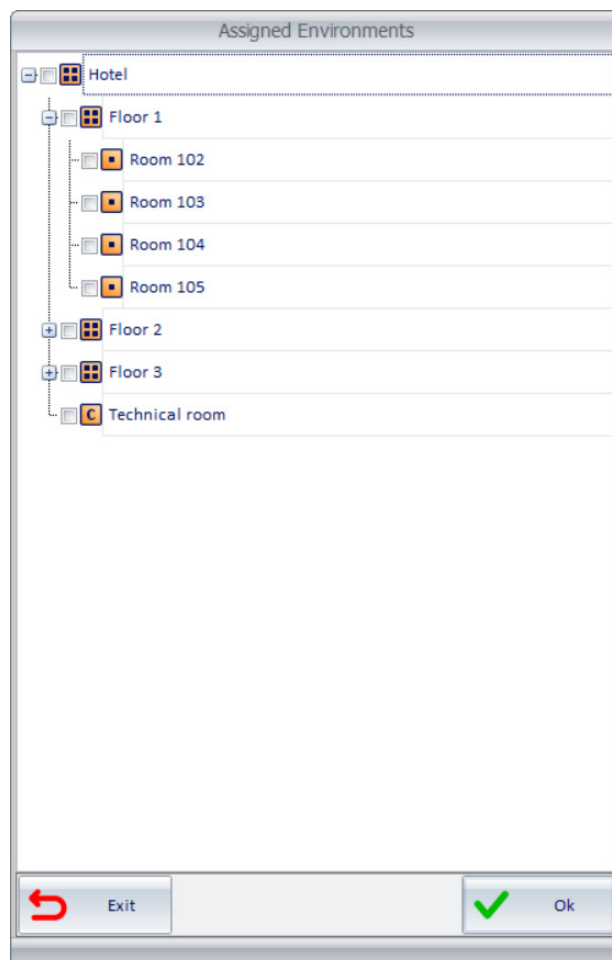 Assigned Environments
Hotel
Floor 1
Room 102
Room 103
Room 104
Room 105
Floor 2
Floor 3
C Technical room
Exit
Ok